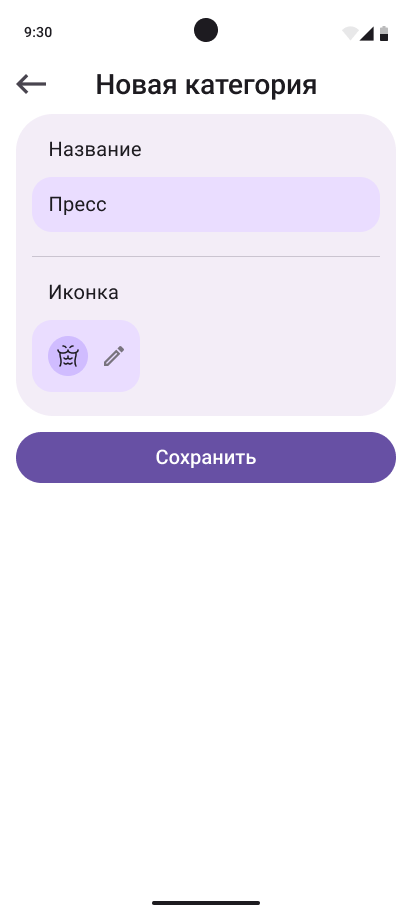 9:30
Новая категория
Название
Пресс
Иконка
Сохранить